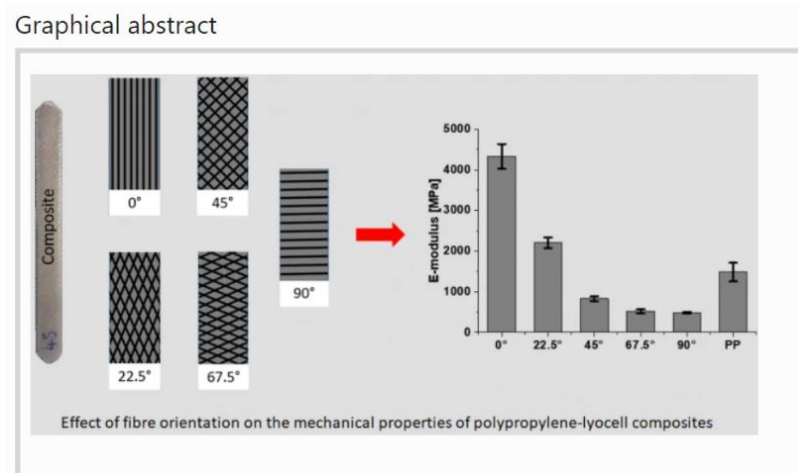 Graphical abstract
Composite
45
0°
45°
90°
22.5°
67.5°
E-modulus [MPa]
5000
4000
3000
2000
1000
0
0° 22.5° 45° 67.5° 90° PP
Effect of fibre orientation on the mechanical properties of polypropylene-lyocell composites